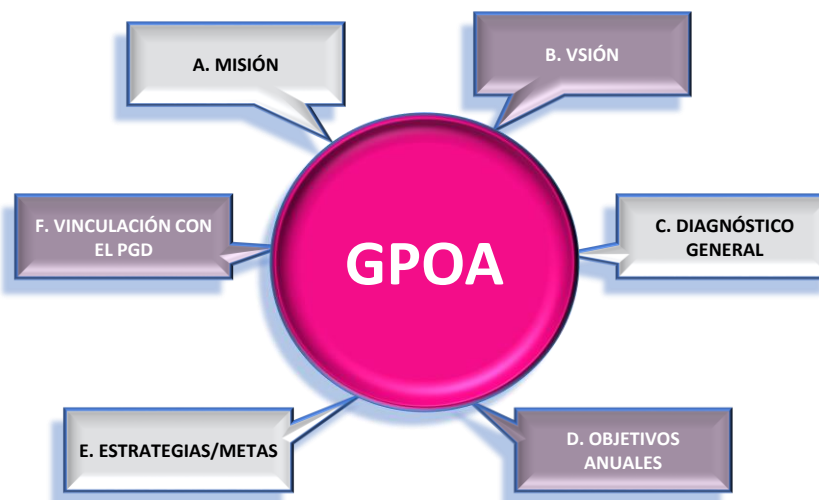 A. MISIÓN
B. VSIÓN
F. VINCULACIÓN CON
EL PGD
GPOA
C. DIAGNÓSTICO
GENERAL
E. ESTRATEGIAS/METAS
D. OBJETIVOS
ANUALES